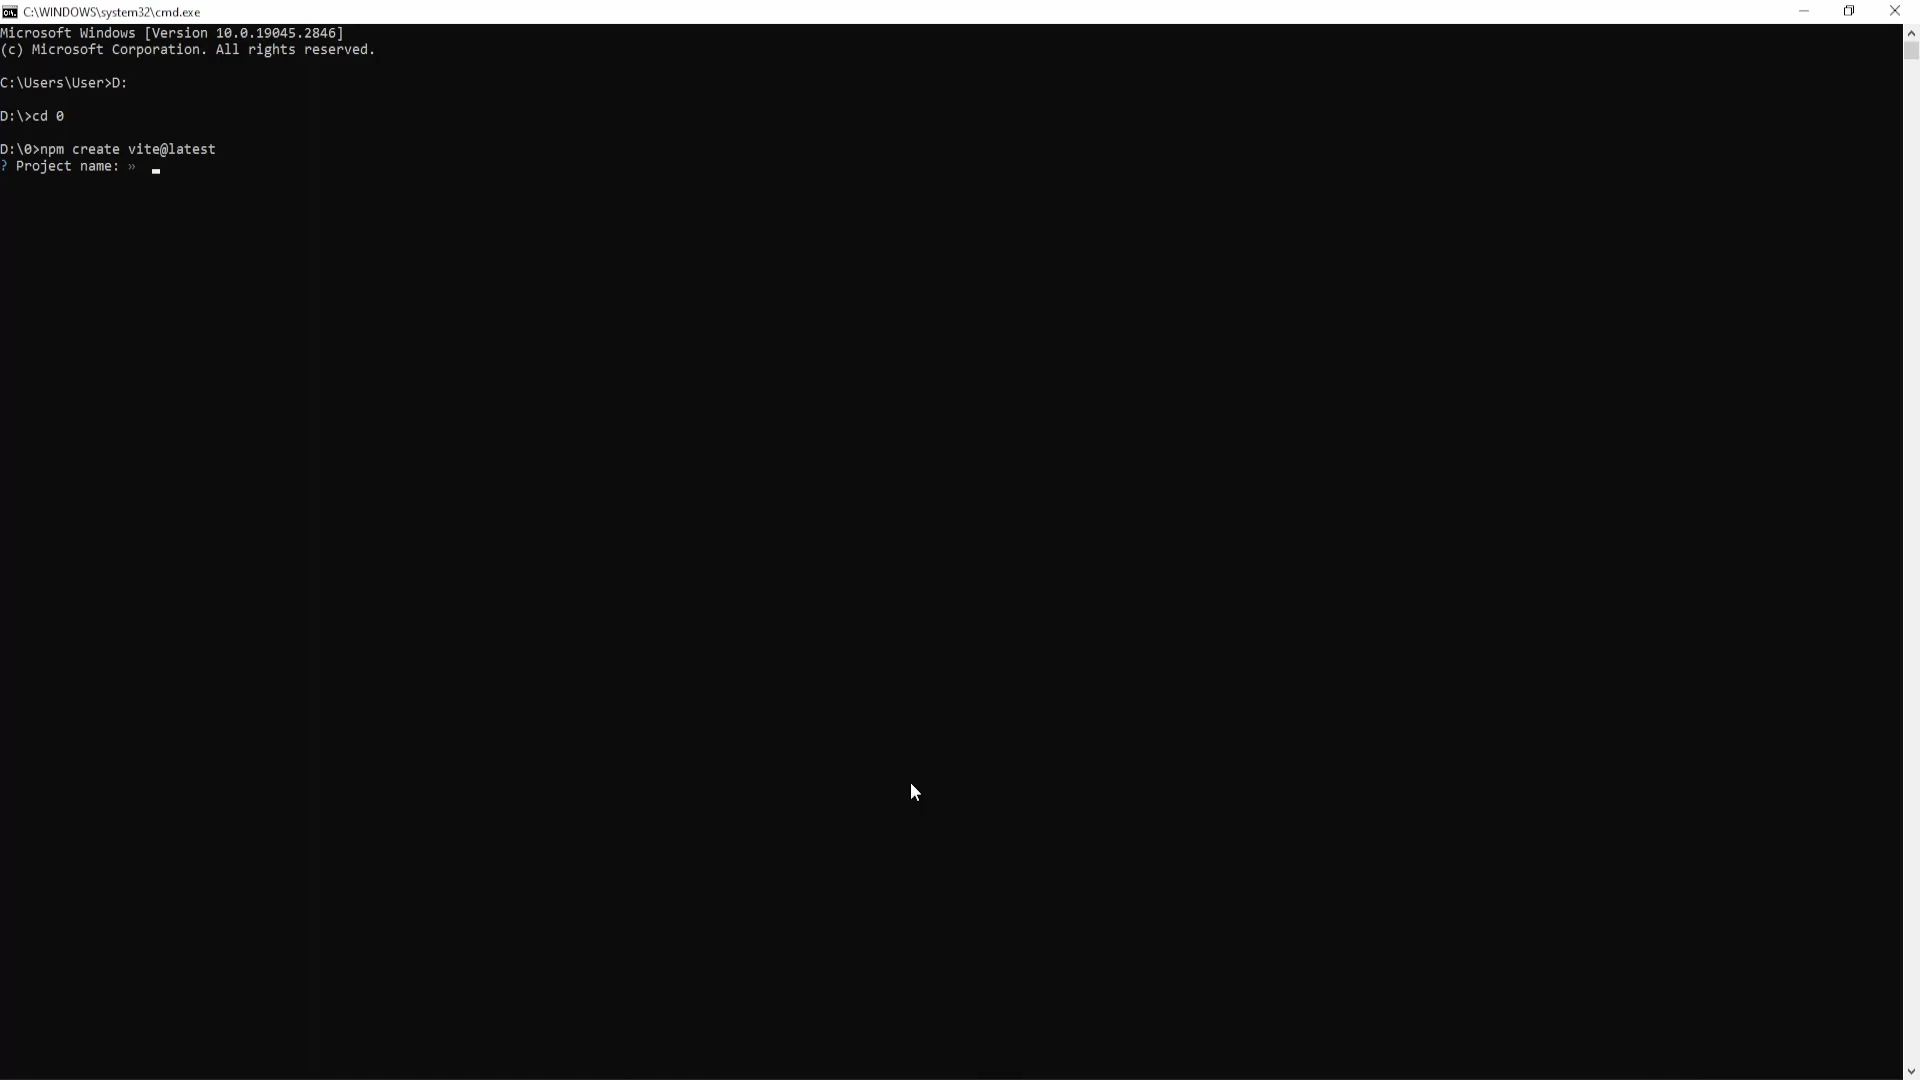 C:\WINDOWS\system32\cmd.exe
Microsoft Windows [Version 10.0.19045.2846]
(c) Microsoft Corporation. All rights reserved.
C:\Users\User>D:
D:\>cd 0
D:\0>npm create vite@latest
? Project name: »